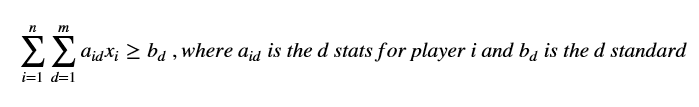 n m
∑ ∑ a_{id}x_i ≥ b_d , where a_{id} is the d stats for player i and b_d is the d standard
i=1 d=1